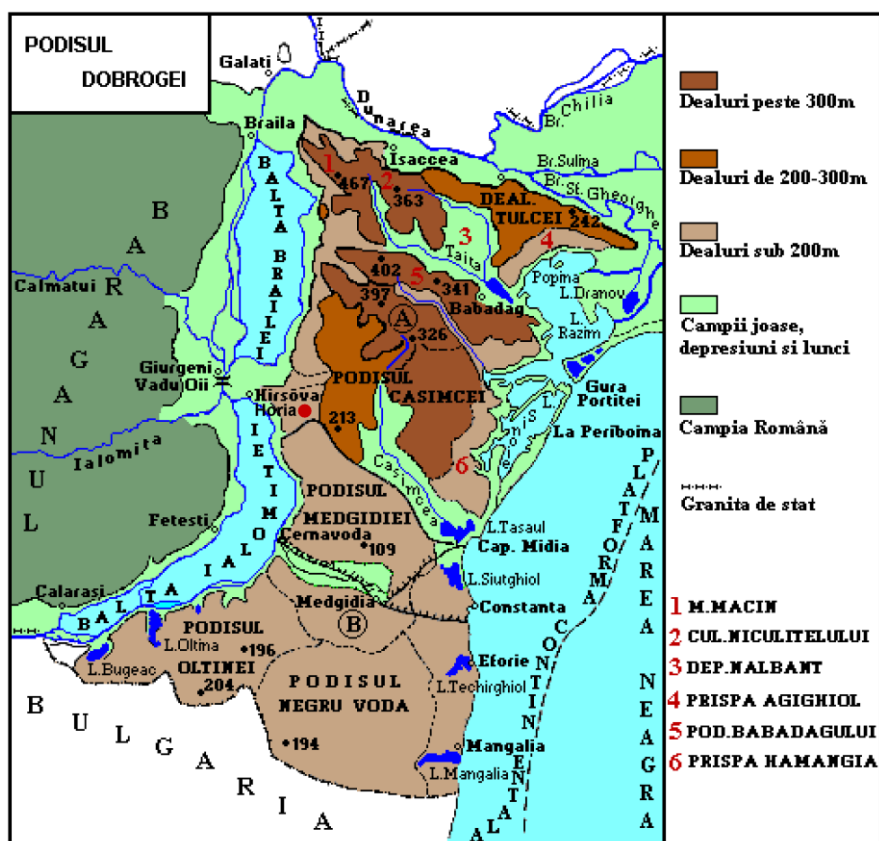 PODISUL
DOBROGEI
Galați
Braila
Dunarea
Isaccea
Br. Chilia
Br.Sulina
Br.
St. Gheorghe
1
467
2
363
DEAL.
TULCEI
242
3
4
Taita
BALTA BRAILEI
BARAGANUL
Calmatui
402
5
341
397
Babadag
Popina
L.Dranov
L.
Razim
A
326
Giurgeni
Vadu Oii
Hirsova
Horia
PODISUL
CASIMCEI
213
Gura
Portitei
L. Sinoie
La Periboina
Ialomita
6
Casimcea
PODISUL
MEDGIDIEI
Cernavoda
109
Fetesti
L.Tasaul
Cap. Midia
L.Siutghiol
Calarasi
BALTA IALOMITEI
Medgidia
B
Constanta
PODISUL
OLTINEI
196
204
L.Oltina
L.Bugeac
Eforie
L.Techirghiol
PODISUL
NEGRU VODA
194
Mangalia
L.Mangalia
BULGARIA
PLATFORMA CONTINENTALA
MAREA NEAGRA
Dealuri peste 300m
Dealuri de 200-300m
Dealuri sub 200m
Campii joase,
depresiuni si lunci
Campia Română
Granita de stat
1 M.MACIN
2 CUL.NICULITELULUI
3 DEP.NALBANT
4 PRISPA AGIGHIOL
5 POD.BABADAGULUI
6 PRISPA HAMANGIA